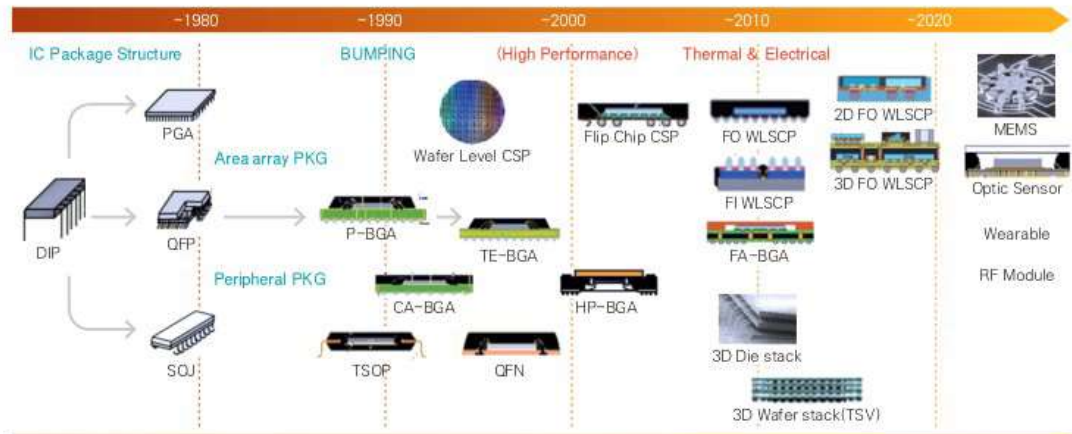 ~1980
~1990
~2000
~2010
~2020
IC Package Structure
BUMPING
(High Performance)
Thermal & Electrical
PGA
Wafer Level CSP
Flip Chip CSP
FO WLSCP
2D FO WLSCP
MEMS
Area array PKG
3D FO WLSCP
Optic Sensor
FI WLSCP
DIP
QFP
P-BGA
TE-BGA
FA-BGA
Wearable
Peripheral PKG
CA-BGA
HP-BGA
RF Module
SOJ
TSOP
QFN
3D Die stack
3D Wafer stack(TSV)